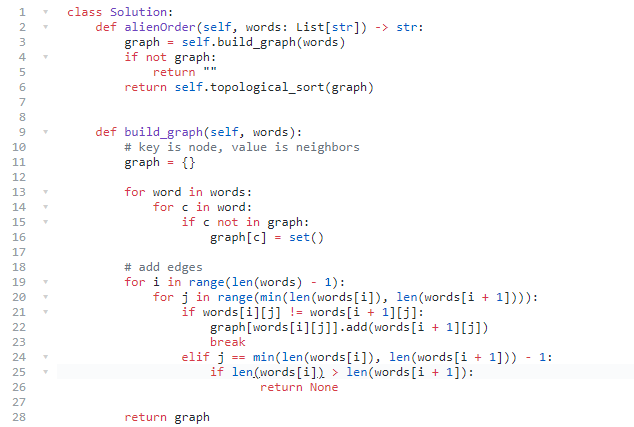 1 class Solution:
2     def alienOrder(self, words: List[str]) -> str:
3         graph = self.build_graph(words)
4         if not graph:
5             return ""
6         return self.topological_sort(graph)
7
8
9     def build_graph(self, words):
10         # key is node, value is neighbors
11         graph = {}
12
13         for word in words:
14             for c in word:
15                 if c not in graph:
16                     graph[c] = set()
17
18         # add edges
19         for i in range(len(words) - 1):
20             for j in range(min(len(words[i]), len(words[i + 1]))):
21                 if words[i][j] != words[i + 1][j]:
22                     graph[words[i][j]].add(words[i + 1][j])
23                     break
24                 elif j == min(len(words[i]), len(words[i + 1])) - 1:
25                     if len(words[i]) > len(words[i + 1]):
26                            return None
27
28         return graph